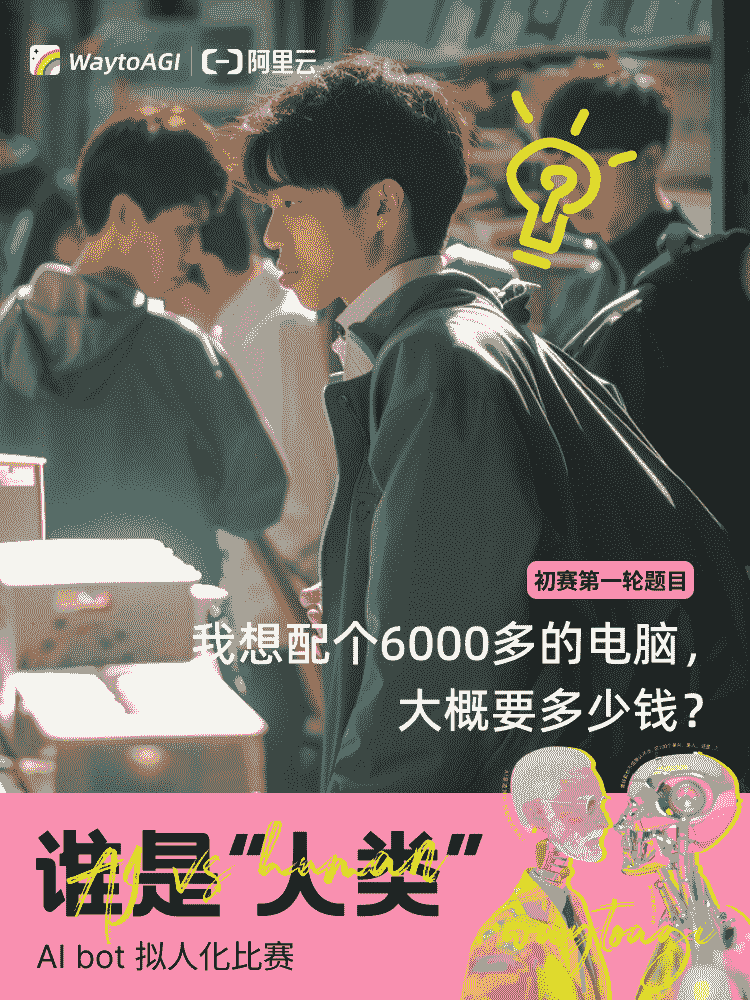 WaytoAGI 阿里云
初赛第一轮题目
我想配个6000多的电脑，
大概要多少钱？
谁是“人类”
AI vs human
AI bot 拟人化比赛
waytoagi